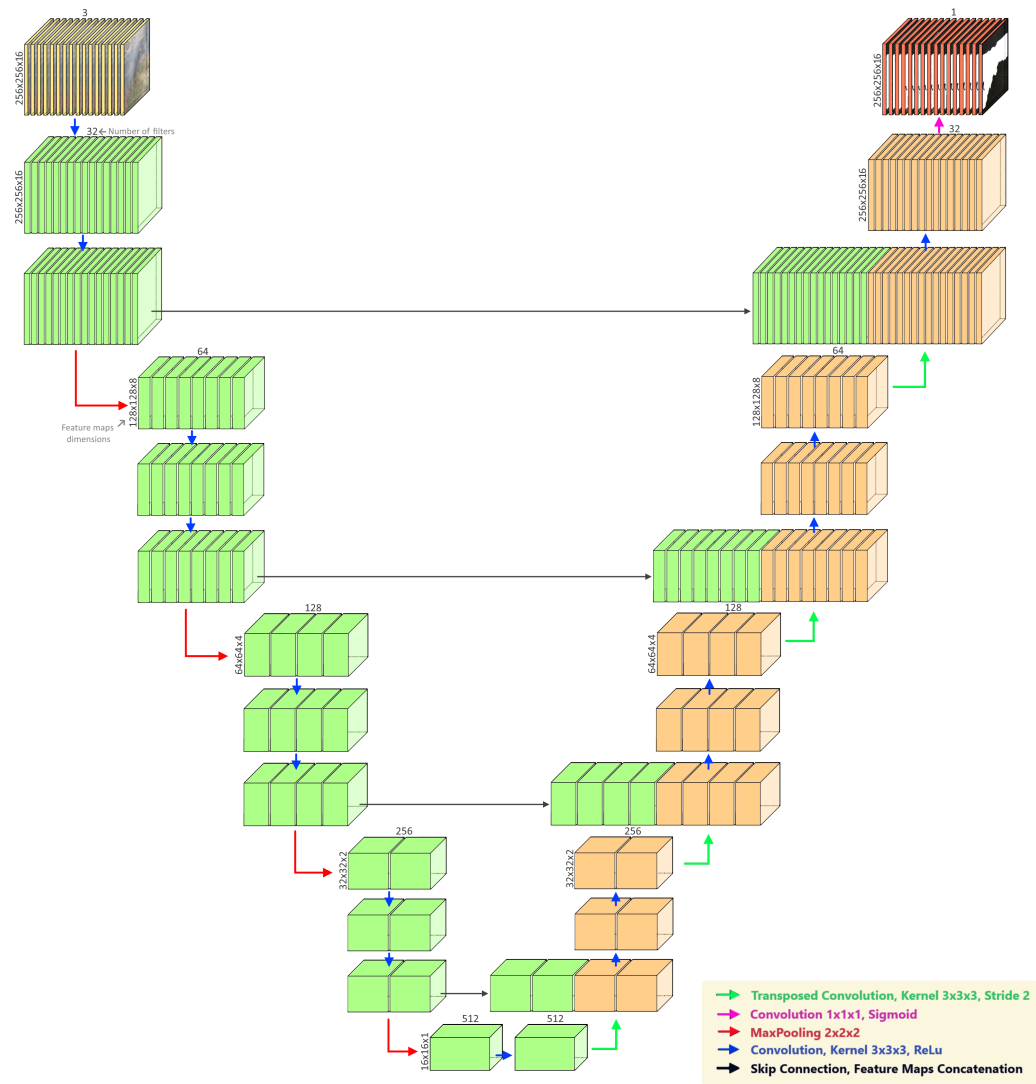 3
1
256x256x16
256x256x16
32
Number of filters
32
256x256x16
256x256x16
64
64
128x128x8
128x128x8
Feature maps
dimensions
128
128
64x64x4
64x64x4
256
256
32x32x2
32x32x2
512
512
16x16x1
Transposed Convolution, Kernel 3x3x3, Stride 2
Convolution 1x1x1, Sigmoid
MaxPooling 2x2x2
Convolution, Kernel 3x3x3, ReLu
Skip Connection, Feature Maps Concatenation